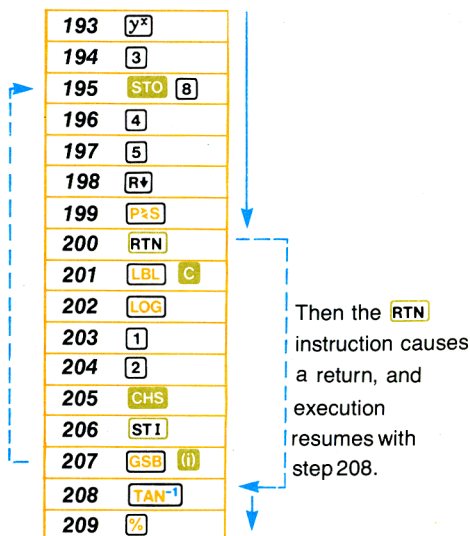 193 yˣ
194 3
195 STO 8
196 4
197 5
198 R↓
199 P⇄S
200 RTN
201 LBL C
202 LOG
203 1
204 2
205 CHS
206 ST I
207 GSB (i)
208 TAN⁻¹
209 %
Then the RTN
instruction causes
a return, and
execution
resumes with
step 208.